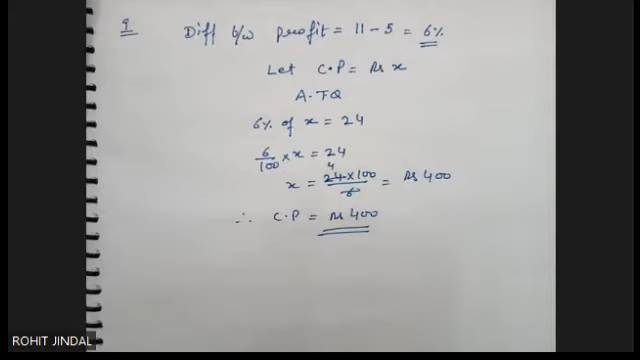 9 Diff b/w profit = 11 - 5 = 6%
Let C.P = Rs x
A.T.Q
6% of x = 24
6/100 × x = 24
x = 24×100/6 = Rs 400
4
∴ C.P = Rs 400
ROHIT JINDAL